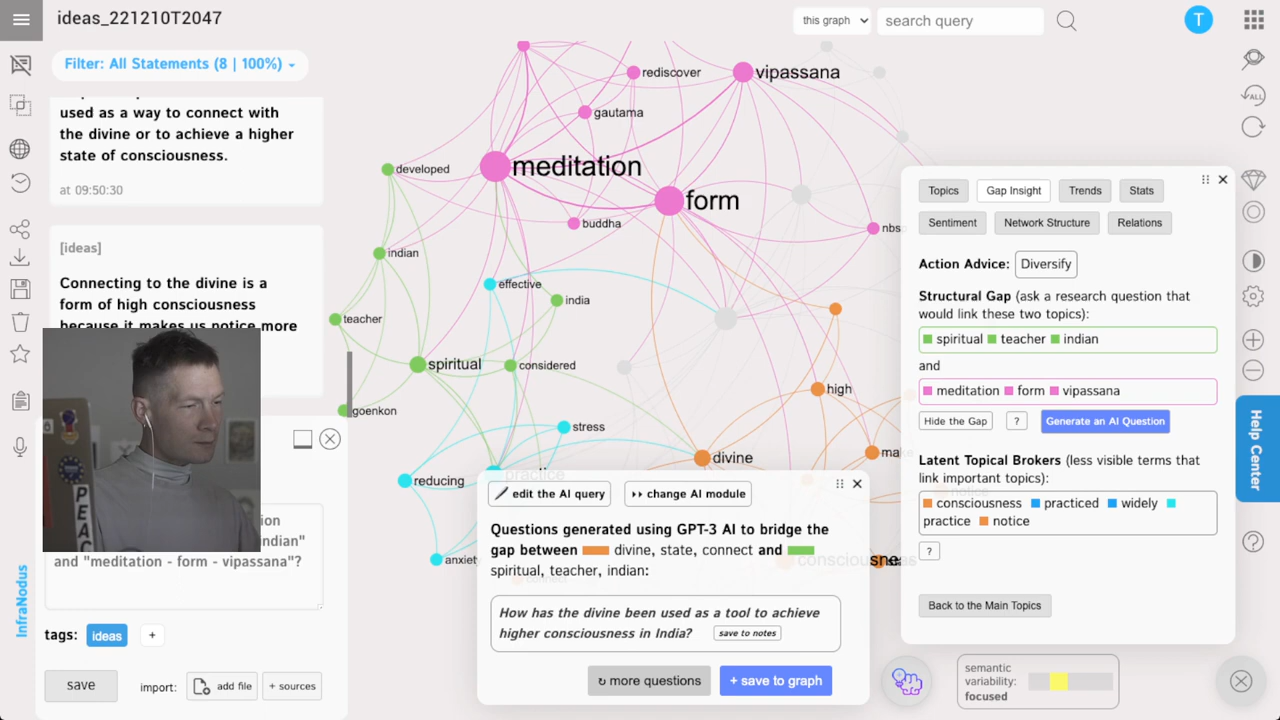 ideas_221210T2047
this graph
search query
T
Filter: All Statements (8 | 100%)
used as a way to connect with
the divine or to achieve a higher
state of consciousness.
at 09:50:30
[ideas]
Connecting to the divine is a
form of high consciousness
because it makes us notice more
and "meditation - form - vipassana"?
tags:
ideas
+
save
import:
add file
+ sources
InfraNodus
rediscover
vipassana
gautama
meditation
developed
form
buddha
nbs
indian
effective
india
teacher
spiritual
considered
high
goenkon
stress
divine
mak
reducing
practice
anxiety
consciousness
notice
connect
edit the AI query
change AI module
Questions generated using GPT-3 AI to bridge the
gap between divine, state, connect and
spiritual, teacher, indian:
How has the divine been used as a tool to achieve
higher consciousness in India?
save to notes
↻ more questions
+ save to graph
Topics
Gap Insight
Trends
Stats
Sentiment
Network Structure
Relations
Action Advice: Diversify
Structural Gap (ask a research question that
would link these two topics):
spiritual teacher indian
and
meditation form vipassana
Hide the Gap
?
Generate an AI Question
Latent Topical Brokers (less visible terms that
link important topics):
consciousness practiced widely
practice notice
?
Back to the Main Topics
semantic
variability:
focused
ALL
Help Center
PEAC